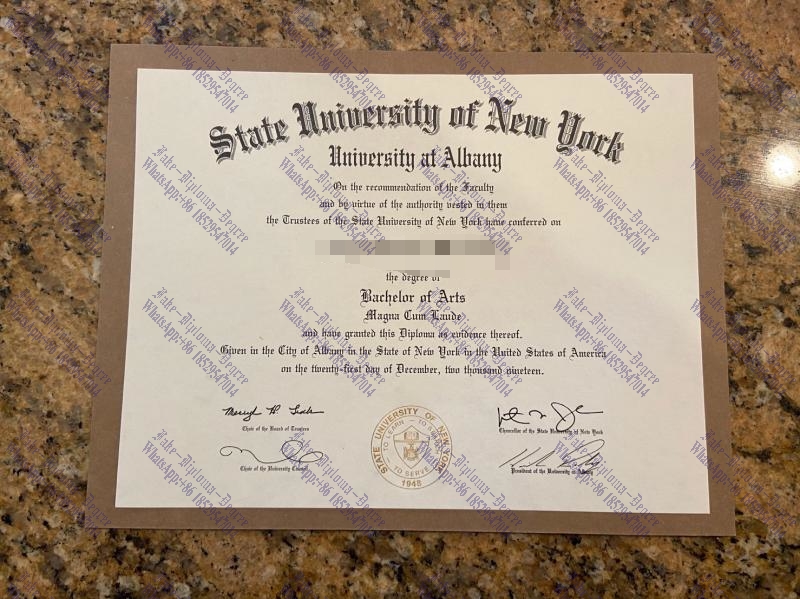 State University of New York
University at Albany
On the recommendation of the Faculty
and by virtue of the authority vested in them
the Trustees of the State University of New York have conferred on
the degree of
Bachelor of Arts
Magna Cum Laude
and have granted this Diploma as evidence thereof.
Given in the City of Albany in the State of New York in the United States of America
on the twenty-first day of December, two thousand nineteen.
Chair of the Board of Trustees
Chancellor of the State University of New York
Chair of the University Council
President of the University at Albany
STATE UNIVERSITY OF NEW YORK
TO LEARN TO SEARCH
TO SERVE
1948
Fake-Diploma-Degree
WhatsApp:+86 18529547014